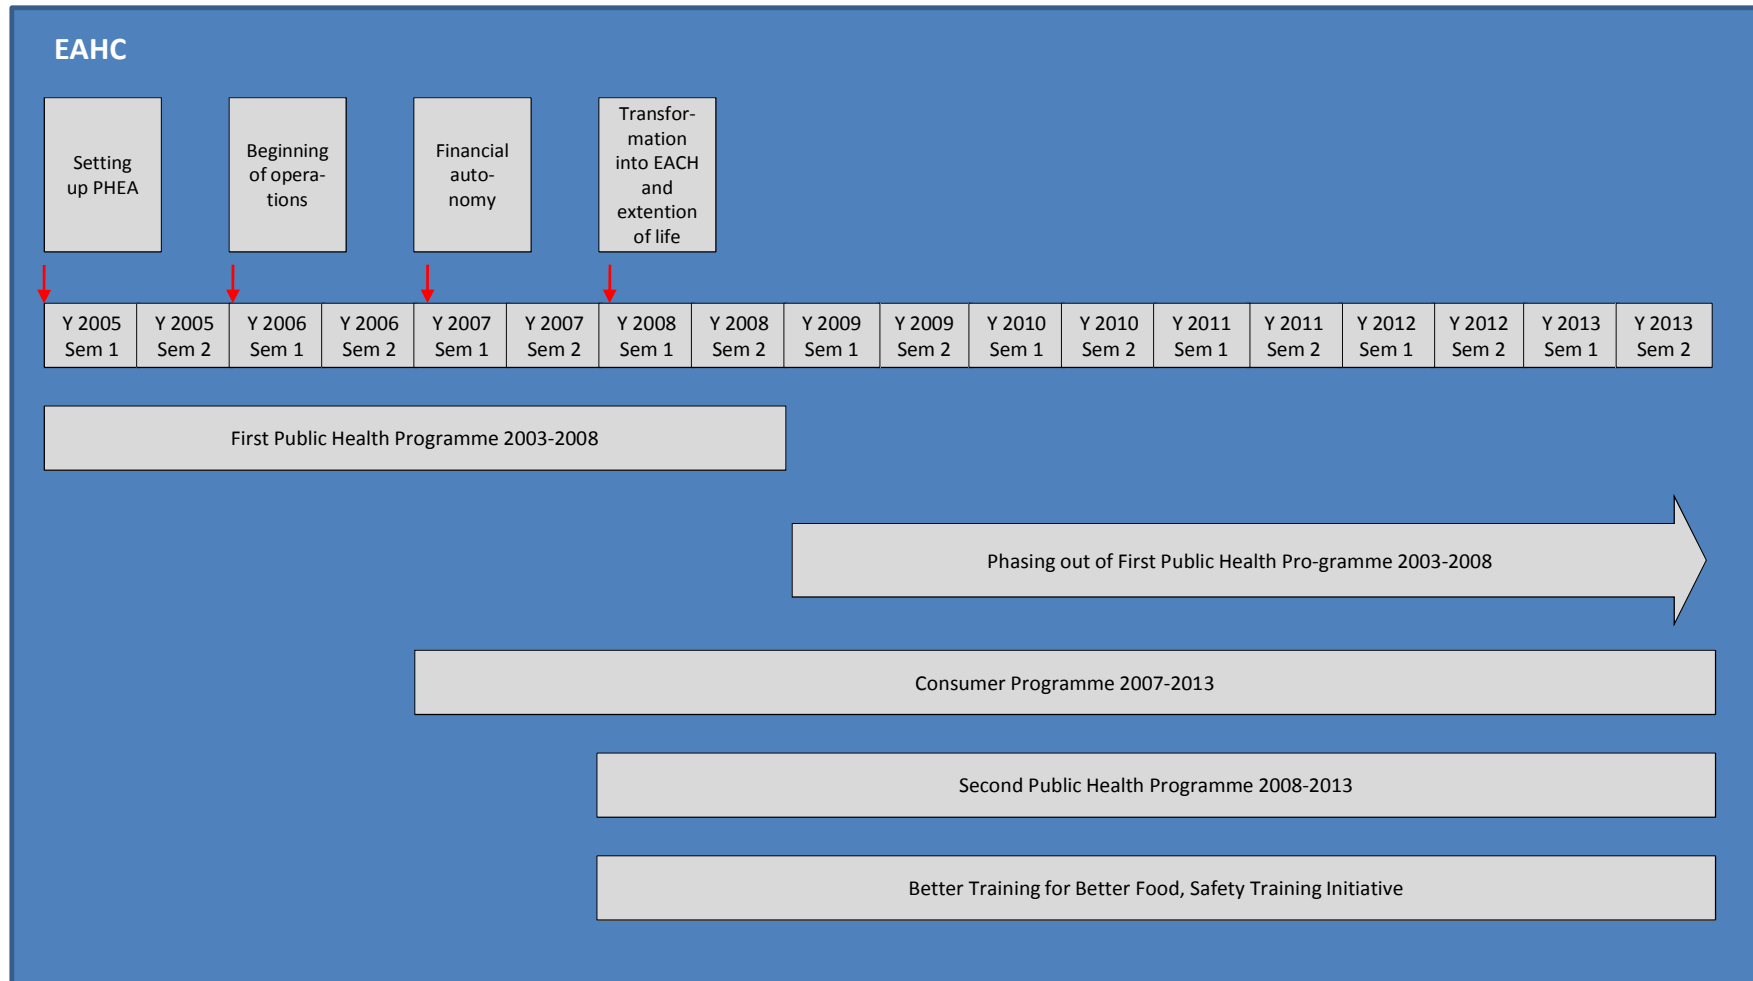 EAHC
Setting
up PHEA
Beginning
of opera-
tions
Financial
auto-
nomy
Transfor-
mation
into EACH
and
extention
of life
Y 2005
Sem 1
Y 2005
Sem 2
Y 2006
Sem 1
Y 2006
Sem 2
Y 2007
Sem 1
Y 2007
Sem 2
Y 2008
Sem 1
Y 2008
Sem 2
Y 2009
Sem 1
Y 2009
Sem 2
Y 2010
Sem 1
Y 2010
Sem 2
Y 2011
Sem 1
Y 2011
Sem 2
Y 2012
Sem 1
Y 2012
Sem 2
Y 2013
Sem 1
Y 2013
Sem 2
First Public Health Programme 2003-2008
Phasing out of First Public Health Pro-gramme 2003-2008
Consumer Programme 2007-2013
Second Public Health Programme 2008-2013
Better Training for Better Food, Safety Training Initiative